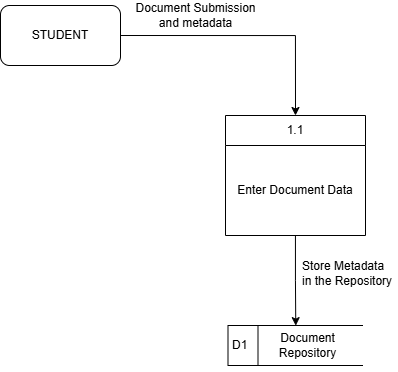 Document Submission
and metadata
STUDENT
1.1
Enter Document Data
Store Metadata
in the Repository
D1
Document
Repository